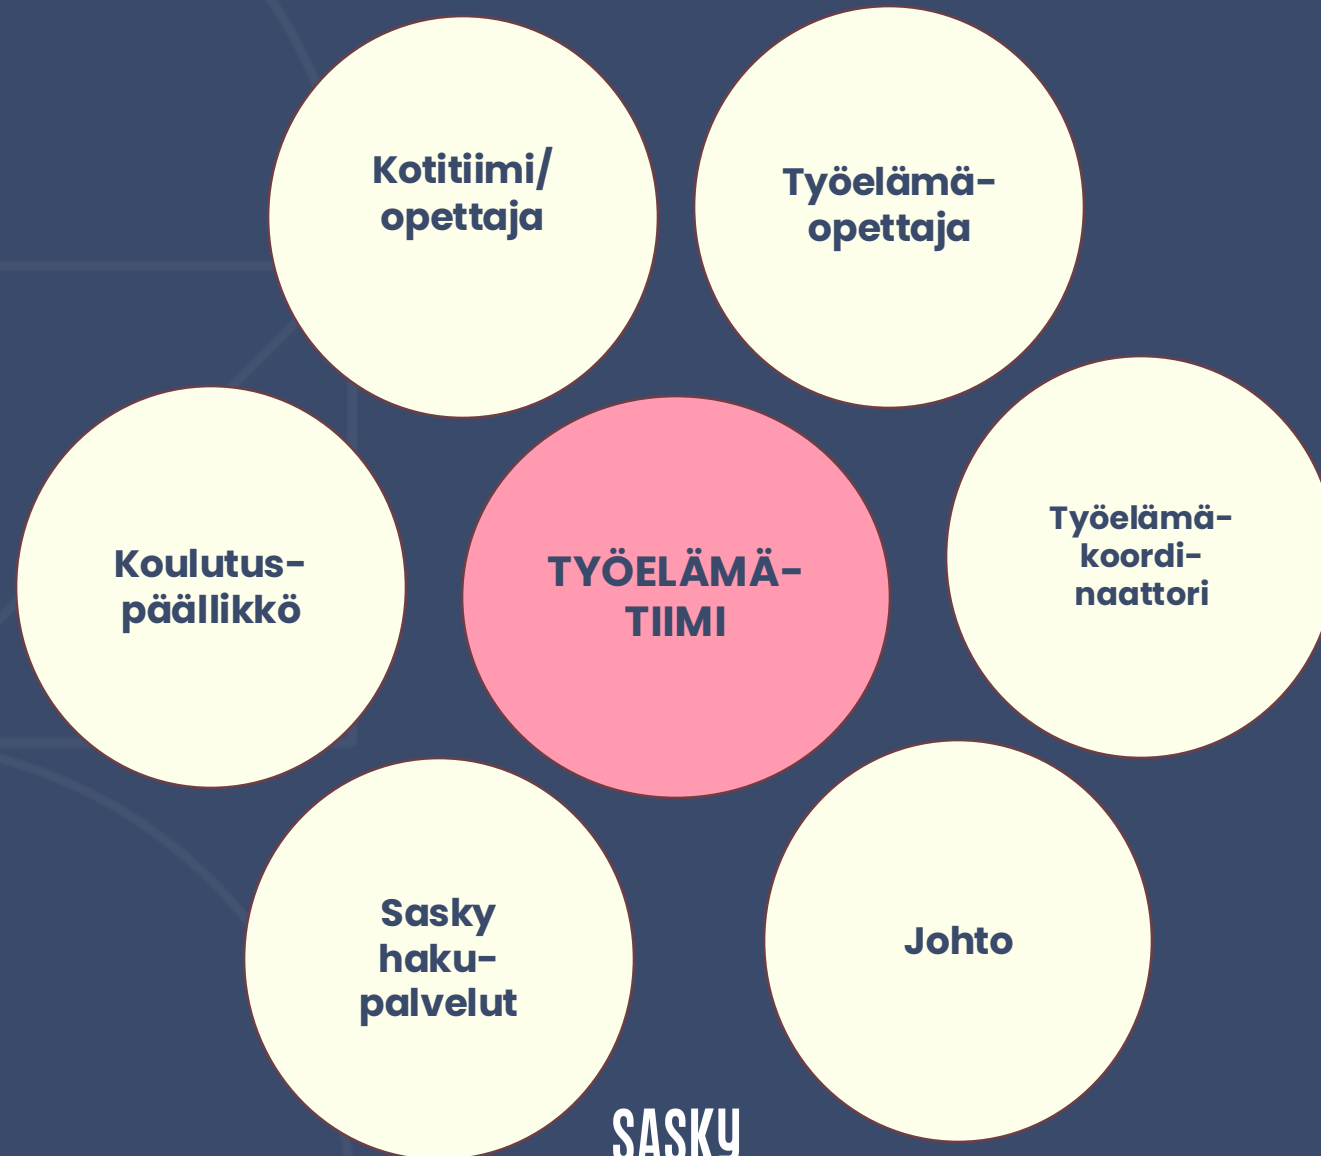 Kotitiimi/
opettaja
Työelämä-
opettaja
Koulutus-
päällikkö
TYÖELÄMÄ-
TIIMI
Työelämä-
koordi-
naattori
Sasky
haku-
palvelut
Johto
SASKY